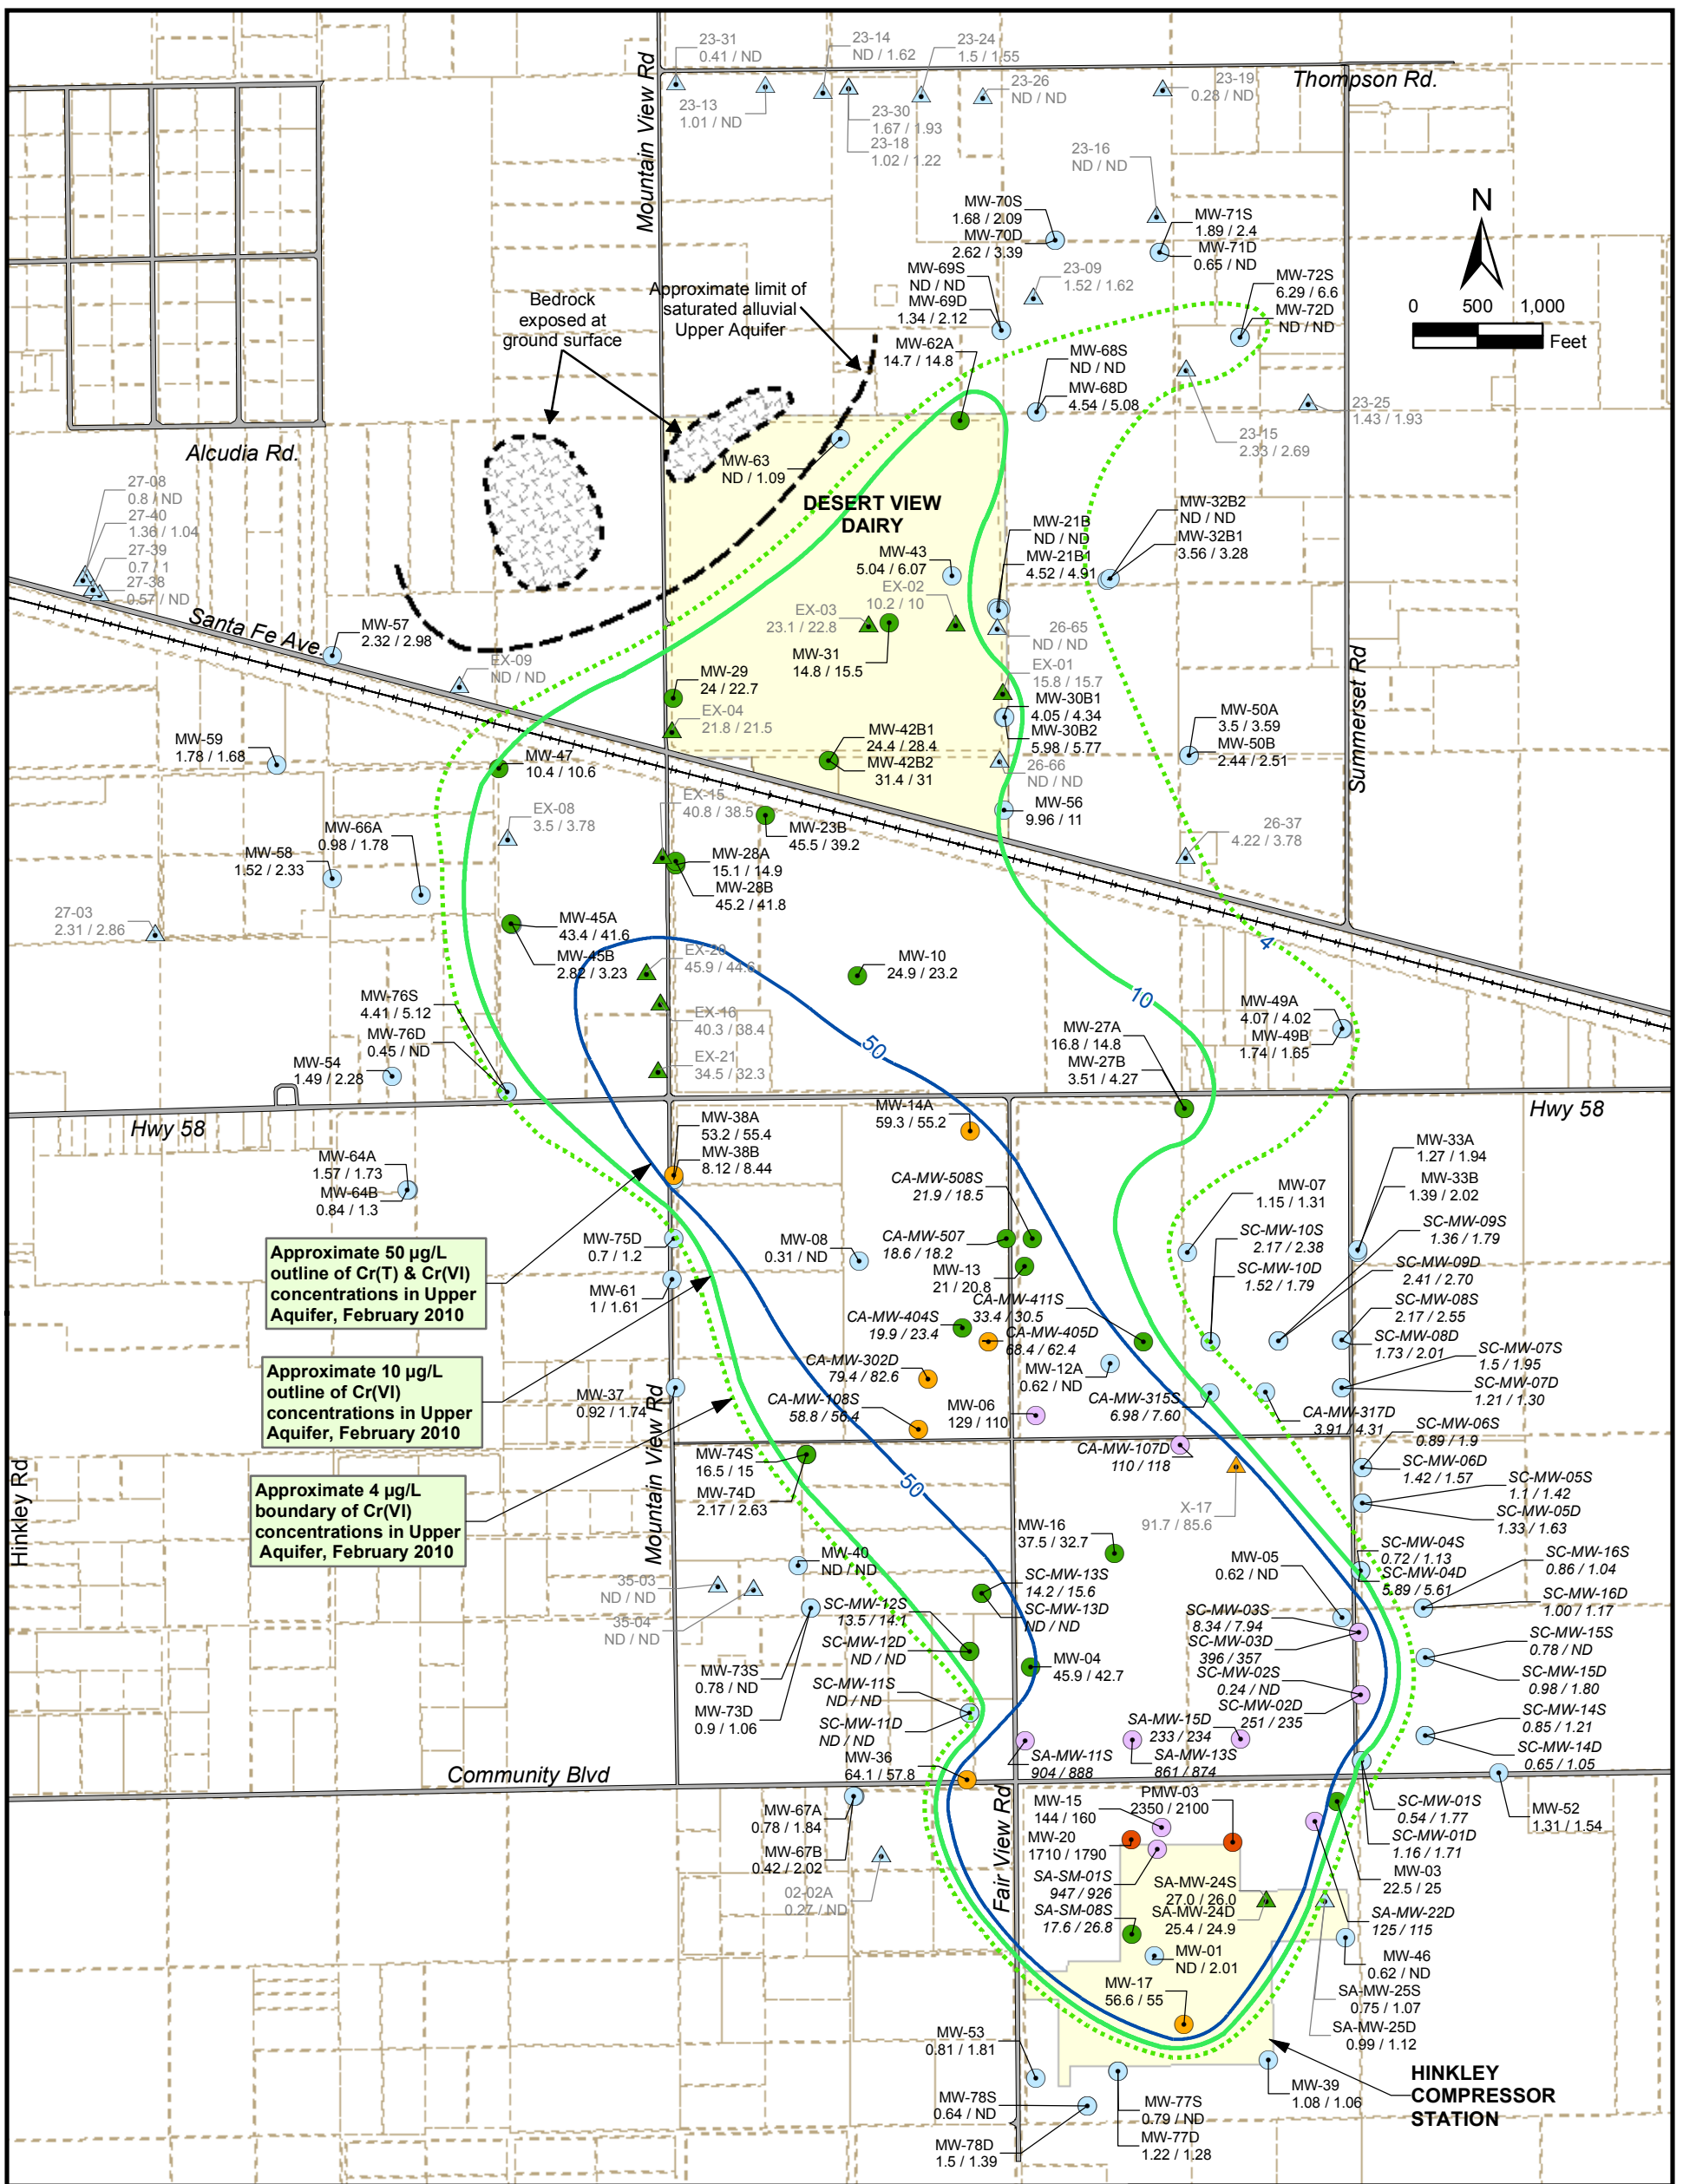 23-31
0.41 / ND
23-14
ND / 1.62
23-24
1.5 / 1.55
23-26
ND / ND
23-19
0.28 / ND
Thompson Rd.
23-13
1.01 / ND
23-30
1.67 / 1.93
23-18
1.02 / 1.22
Mountain View Rd
23-16
ND / ND
MW-70S
1.68 / 2.09
MW-70D
2.62 / 3.39
MW-71S
1.89 / 2.4
MW-71D
0.65 / ND
N
0 500 1,000
Feet
MW-69S
ND / ND
MW-69D
1.34 / 2.12
23-09
1.52 / 1.62
MW-72S
6.29 / 6.6
MW-72D
ND / ND
Bedrock
exposed at
ground surface
Approximate limit of
saturated alluvial
Upper Aquifer
MW-62A
14.7 / 14.8
MW-68S
ND / ND
MW-68D
4.54 / 5.08
23-25
1.43 / 1.93
23-15
2.33 / 2.69
Alcudia Rd.
MW-63
ND / 1.09
27-08
0.8 / ND
27-40
1.36 / 1.04
27-39
0.7 / 1
27-38
0.57 / ND
DESERT VIEW
DAIRY
MW-32B2
ND / ND
MW-32B1
3.56 / 3.28
MW-21B
ND / ND
MW-21B1
4.52 / 4.91
MW-43
5.04 / 6.07
EX-02
10.2 / 10
EX-03
23.1 / 22.8
26-65
ND / ND
Santa Fe Ave.
MW-57
2.32 / 2.98
EX-09
ND / ND
MW-31
14.8 / 15.5
MW-29
24 / 22.7
EX-04
21.8 / 21.5
EX-01
15.8 / 15.7
MW-30B1
4.05 / 4.34
MW-30B2
5.98 / 5.77
Summerset Rd
MW-50A
3.5 / 3.59
MW-50B
2.44 / 2.51
MW-59
1.78 / 1.68
MW-47
10.4 / 10.6
MW-42B1
24.4 / 28.4
MW-42B2
31.4 / 31
26-66
ND / ND
EX-15
40.8 / 38.5
EX-08
3.5 / 3.78
MW-56
9.96 / 11
MW-23B
45.5 / 39.2
26-37
4.22 / 3.78
MW-66A
0.98 / 1.78
MW-58
1.52 / 2.33
MW-28A
15.1 / 14.9
MW-28B
45.2 / 41.8
27-03
2.31 / 2.86
MW-45A
43.4 / 41.6
MW-45B
2.82 / 3.23
EX-20
45.9 / 44.6
MW-10
24.9 / 23.2
4
10
MW-76S
4.41 / 5.12
MW-76D
0.45 / ND
EX-16
40.3 / 38.4
50
MW-49A
4.07 / 4.02
MW-49B
1.74 / 1.65
MW-27A
16.8 / 14.8
MW-27B
3.51 / 4.27
MW-54
1.49 / 2.28
EX-21
34.5 / 32.3
Hwy 58
Hwy 58
MW-38A
53.2 / 55.4
MW-38B
8.12 / 8.44
MW-14A
59.3 / 55.2
MW-33A
1.27 / 1.94
MW-33B
1.39 / 2.02
MW-64A
1.57 / 1.73
MW-64B
0.84 / 1.3
CA-MW-508S
21.9 / 18.5
MW-07
1.15 / 1.31
SC-MW-10S
2.17 / 2.38
SC-MW-10D
1.52 / 1.79
SC-MW-09S
1.36 / 1.79
SC-MW-09D
2.41 / 2.70
MW-75D
0.7 / 1.2
MW-08
0.31 / ND
CA-MW-507
18.6 / 18.2
MW-13
21 / 20.8
Approximate 50 µg/L
outline of Cr(T) & Cr(VI)
concentrations in Upper
Aquifer, February 2010
MW-61
1 / 1.61
CA-MW-411S
33.4 / 30.5
SC-MW-08S
2.17 / 2.55
SC-MW-08D
1.73 / 2.01
CA-MW-404S
19.9 / 23.4
CA-MW-405D
68.4 / 62.4
SC-MW-07S
1.5 / 1.95
SC-MW-07D
1.21 / 1.30
CA-MW-302D
79.4 / 82.6
MW-12A
0.62 / ND
Approximate 10 µg/L
outline of Cr(VI)
concentrations in Upper
Aquifer, February 2010
MW-37
0.92 / 1.74
CA-MW-108S
58.8 / 56.4
MW-06
129 / 110
CA-MW-315S
6.98 / 7.60
CA-MW-317D
3.91 / 4.31
SC-MW-06S
0.89 / 1.9
SC-MW-06D
1.42 / 1.57
MW-74S
16.5 / 15
MW-74D
2.17 / 2.63
CA-MW-107D
110 / 118
Mountain View Rd
Hinkley Rd
50
X-17
91.7 / 85.6
SC-MW-05S
1.1 / 1.42
SC-MW-05D
1.33 / 1.63
Approximate 4 µg/L
boundary of Cr(VI)
concentrations in Upper
Aquifer, February 2010
MW-16
37.5 / 32.7
MW-05
0.62 / ND
SC-MW-04S
0.72 / 1.13
SC-MW-04D
5.89 / 5.61
SC-MW-16S
0.86 / 1.04
SC-MW-16D
1.00 / 1.17
MW-40
ND / ND
35-03
ND / ND
35-04
ND / ND
SC-MW-13S
14.2 / 15.6
SC-MW-13D
ND / ND
SC-MW-12S
13.5 / 14.1
SC-MW-12D
ND / ND
SC-MW-03S
8.34 / 7.94
SC-MW-03D
396 / 357
SC-MW-15S
0.78 / ND
SC-MW-15D
0.98 / 1.80
MW-73S
0.78 / ND
MW-73D
0.9 / 1.06
MW-04
45.9 / 42.7
SC-MW-02S
0.24 / ND
SC-MW-02D
251 / 235
SC-MW-11S
ND / ND
SC-MW-11D
ND / ND
SA-MW-15D
233 / 234
SC-MW-14S
0.85 / 1.21
SC-MW-14D
0.65 / 1.05
MW-36
64.1 / 57.8
SA-MW-11S
904 / 888
SA-MW-13S
861 / 874
Community Blvd
Fair View Rd
MW-67A
0.78 / 1.84
MW-67B
0.42 / 2.02
MW-15
144 / 160
PMW-03
2350 / 2100
MW-20
1710 / 1790
SC-MW-01S
0.54 / 1.77
SC-MW-01D
1.16 / 1.71
MW-52
1.31 / 1.54
MW-03
22.5 / 25
02-02A
0.27 / ND
SA-SM-01S
947 / 926
SA-SM-08S
17.6 / 26.8
SA-MW-24S
27.0 / 26.0
SA-MW-24D
25.4 / 24.9
SA-MW-22D
125 / 115
MW-01
ND / 2.01
MW-46
0.62 / ND
MW-17
56.6 / 55
SA-MW-25S
0.75 / 1.07
SA-MW-25D
0.99 / 1.12
MW-53
0.81 / 1.81
MW-39
1.08 / 1.06
HINKLEY
COMPRESSOR
STATION
MW-78S
0.64 / ND
MW-77S
0.79 / ND
MW-77D
1.22 / 1.28
MW-78D
1.5 / 1.39